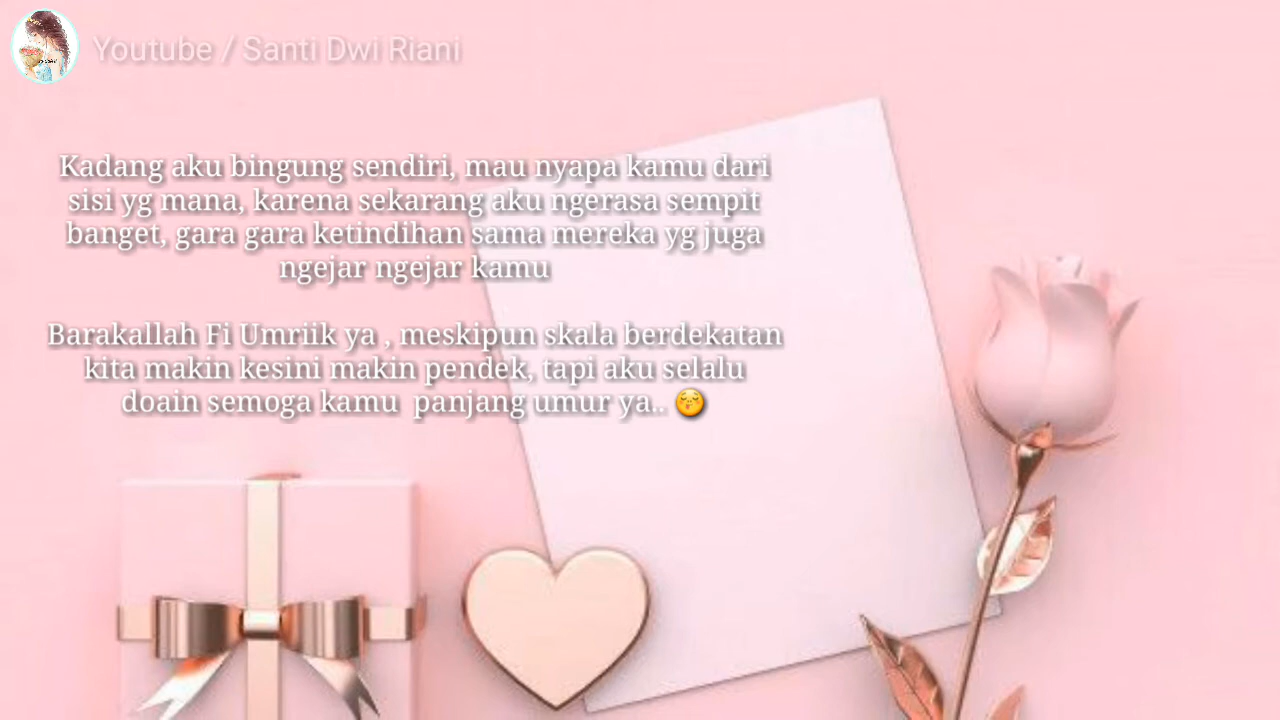 Youtube / Santi Dwi Riani
Kadang aku bingung sendiri, mau nyapa kamu dari
sisi yg mana, karena sekarang aku ngerasa sempit
banget, gara gara ketindihan sama mereka yg juga
ngejar ngejar kamu
Barakallah Fi Umriik ya , meskipun skala berdekatan
kita makin kesini makin pendek, tapi aku selalu
doain semoga kamu  panjang umur ya.. 😌